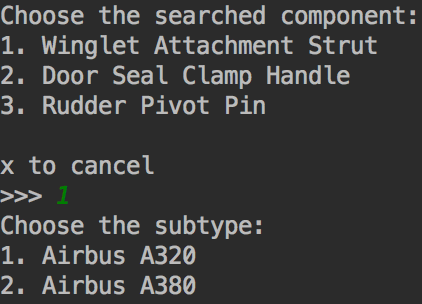 Choose the searched component:
1. Winglet Attachment Strut
2. Door Seal Clamp Handle
3. Rudder Pivot Pin
x to cancel
>>> 1
Choose the subtype:
1. Airbus A320
2. Airbus A380